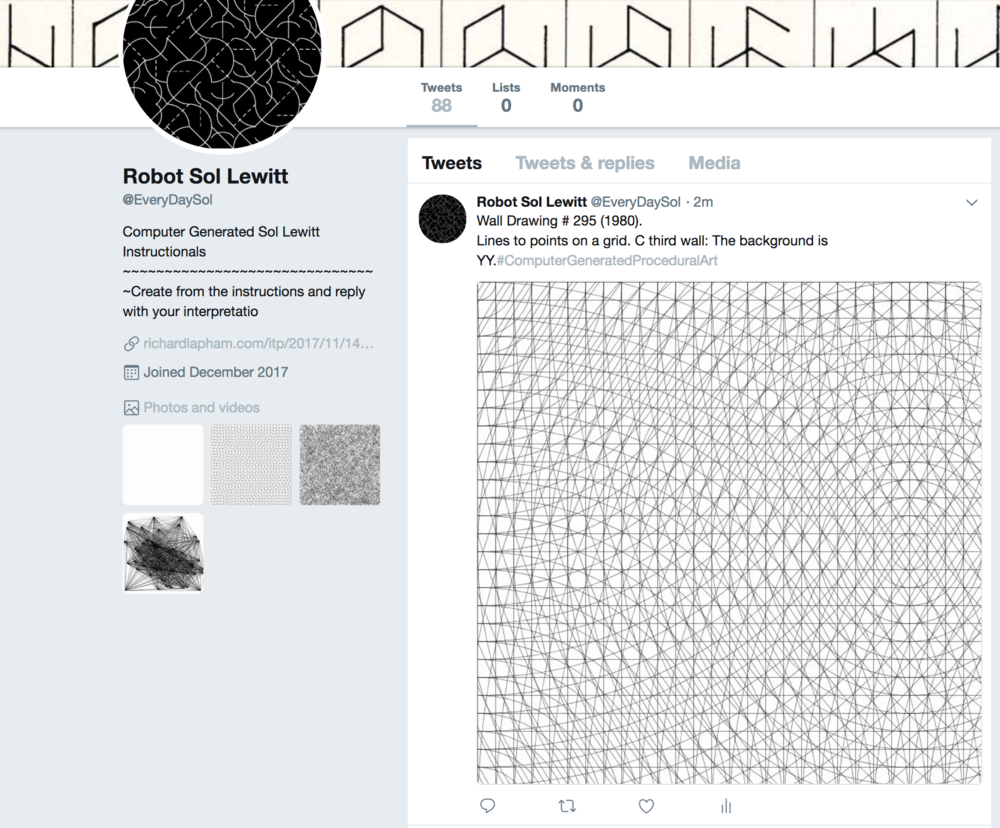 Tweets
88
Lists
0
Moments
0
Robot Sol Lewitt
@EveryDaySol
Computer Generated Sol Lewitt
Instructionals
~~~~~~~~~~~~~~~~~~~~~~~~~~~~~~
~Create from the instructions and reply
with your interpretatio
richardlapham.com/itp/2017/11/14…
Joined December 2017
Photos and videos
Tweets Tweets & replies Media
Robot Sol Lewitt @EveryDaySol · 2m
Wall Drawing # 295 (1980).
Lines to points on a grid. C third wall: The background is
YY.#ComputerGeneratedProceduralArt